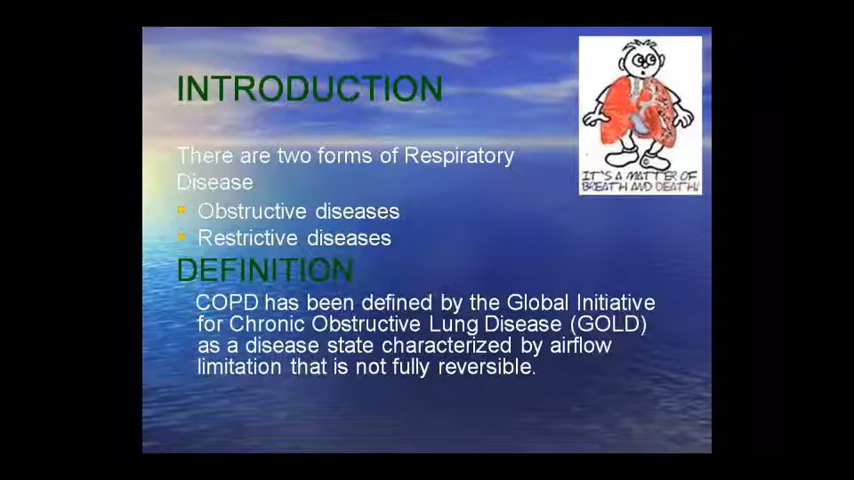 INTRODUCTION
There are two forms of Respiratory
Disease
Obstructive diseases
Restrictive diseases
DEFINITION
COPD has been defined by the Global Initiative
for Chronic Obstructive Lung Disease (GOLD)
as a disease state characterized by airflow
limitation that is not fully reversible.
IT'S A MATTER OF
BREATH AND DEATH!